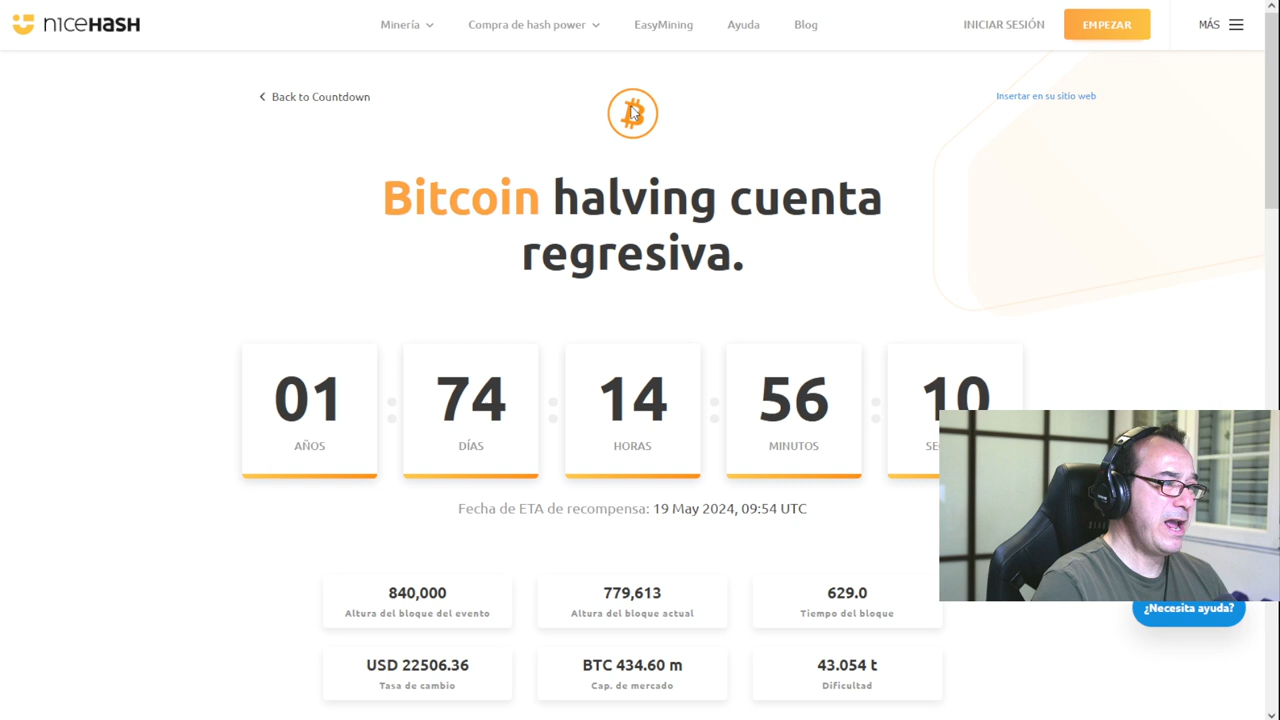 niceHASH
Minería
Compra de hash power
EasyMining
Ayuda
Blog
INICIAR SESIÓN
EMPEZAR
MÁS
Back to Countdown
Insertar en su sitio web
Bitcoin halving cuenta
regresiva.
01
AÑOS
74
DÍAS
14
HORAS
56
MINUTOS
10
Fecha de ETA de recompensa: 19 May 2024, 09:54 UTC
840,000
Altura del bloque del evento
779,613
Altura del bloque actual
629.0
Tiempo del bloque
USD 22506.36
Tasa de cambio
BTC 434.60 m
Cap. de mercado
43.054 t
Dificultad
¿Necesita ayuda?